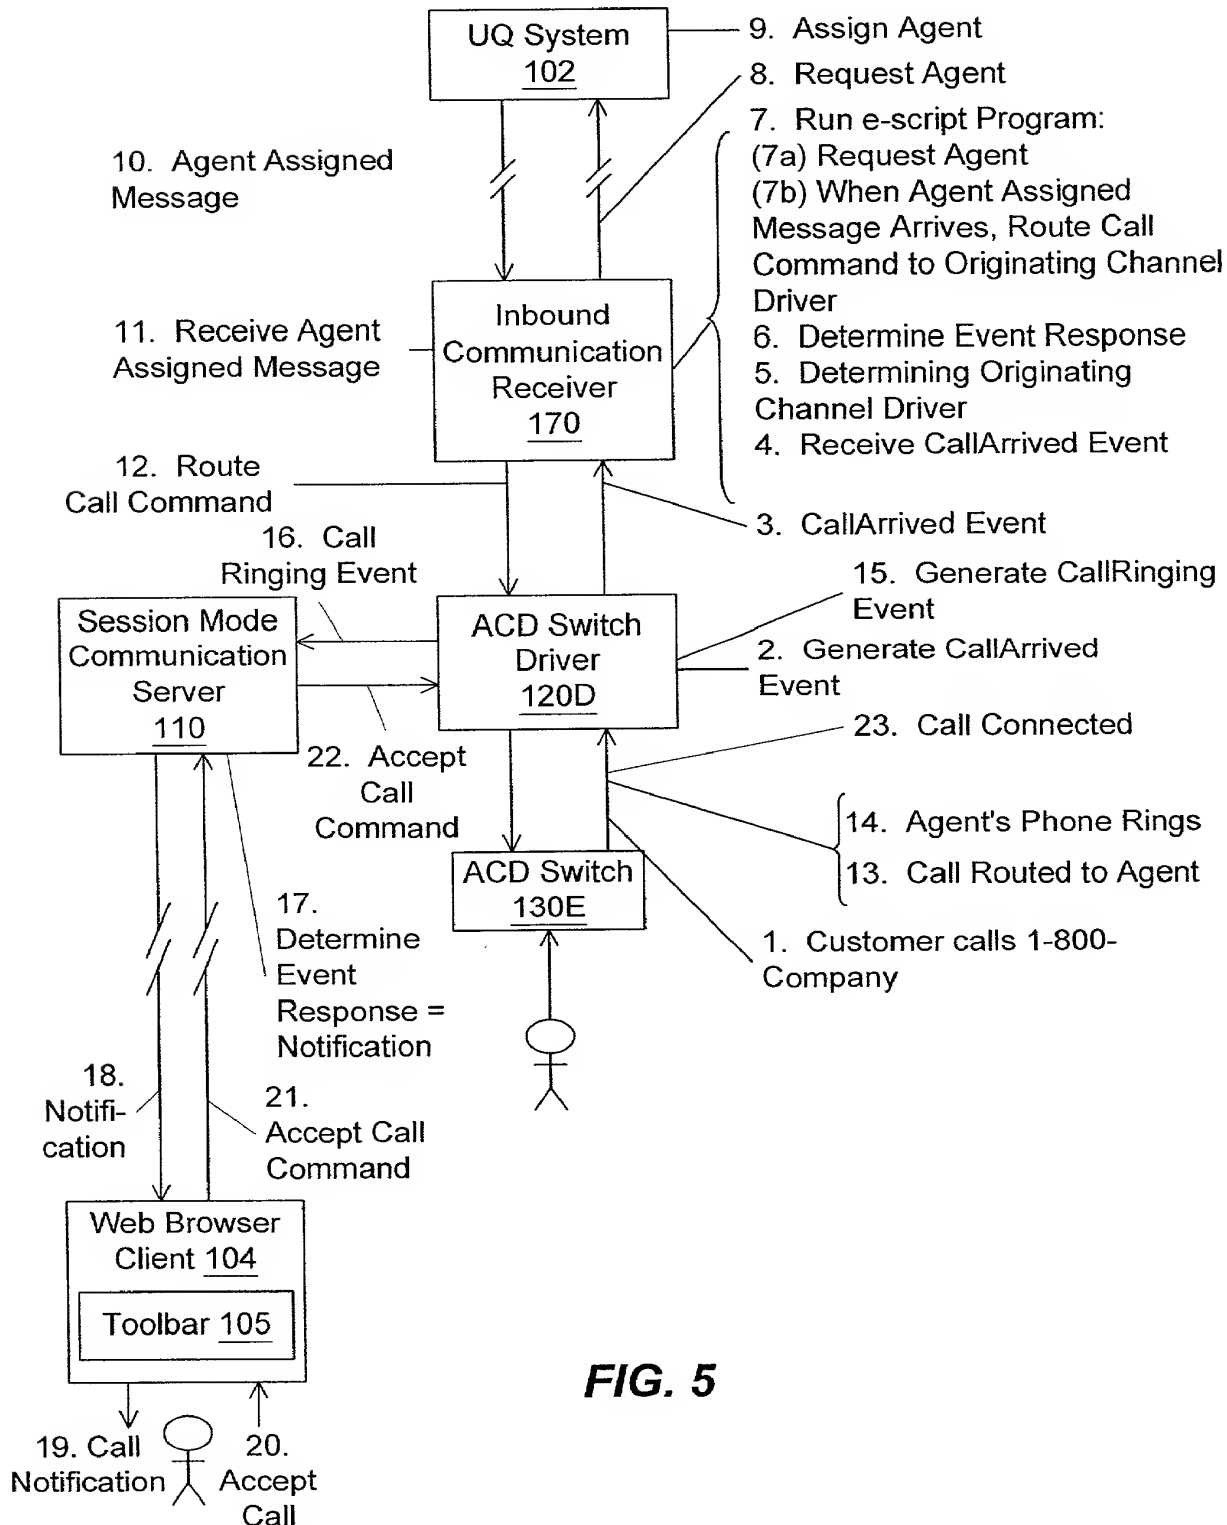 UQ System
102
9. Assign Agent
8. Request Agent
7. Run e-script Program:
(7a) Request Agent
(7b) When Agent Assigned
Message Arrives, Route Call
Command to Originating Channel
Driver
6. Determine Event Response
5. Determining Originating
Channel Driver
4. Receive CallArrived Event
10. Agent Assigned
Message
11. Receive Agent
Assigned Message
Inbound
Communication
Receiver
170
12. Route
Call Command
3. CallArrived Event
16. Call
Ringing Event
15. Generate CallRinging
Event
Session Mode
Communication
Server
110
ACD Switch
Driver
120D
2. Generate CallArrived
Event
23. Call Connected
22. Accept
Call
Command
14. Agent's Phone Rings
13. Call Routed to Agent
ACD Switch
130E
1. Customer calls 1-800-
Company
17.
Determine
Event
Response =
Notification
18.
Notifi-
cation
21.
Accept Call
Command
Web Browser
Client 104
Toolbar 105
FIG. 5
19. Call
Notification
20.
Accept
Call